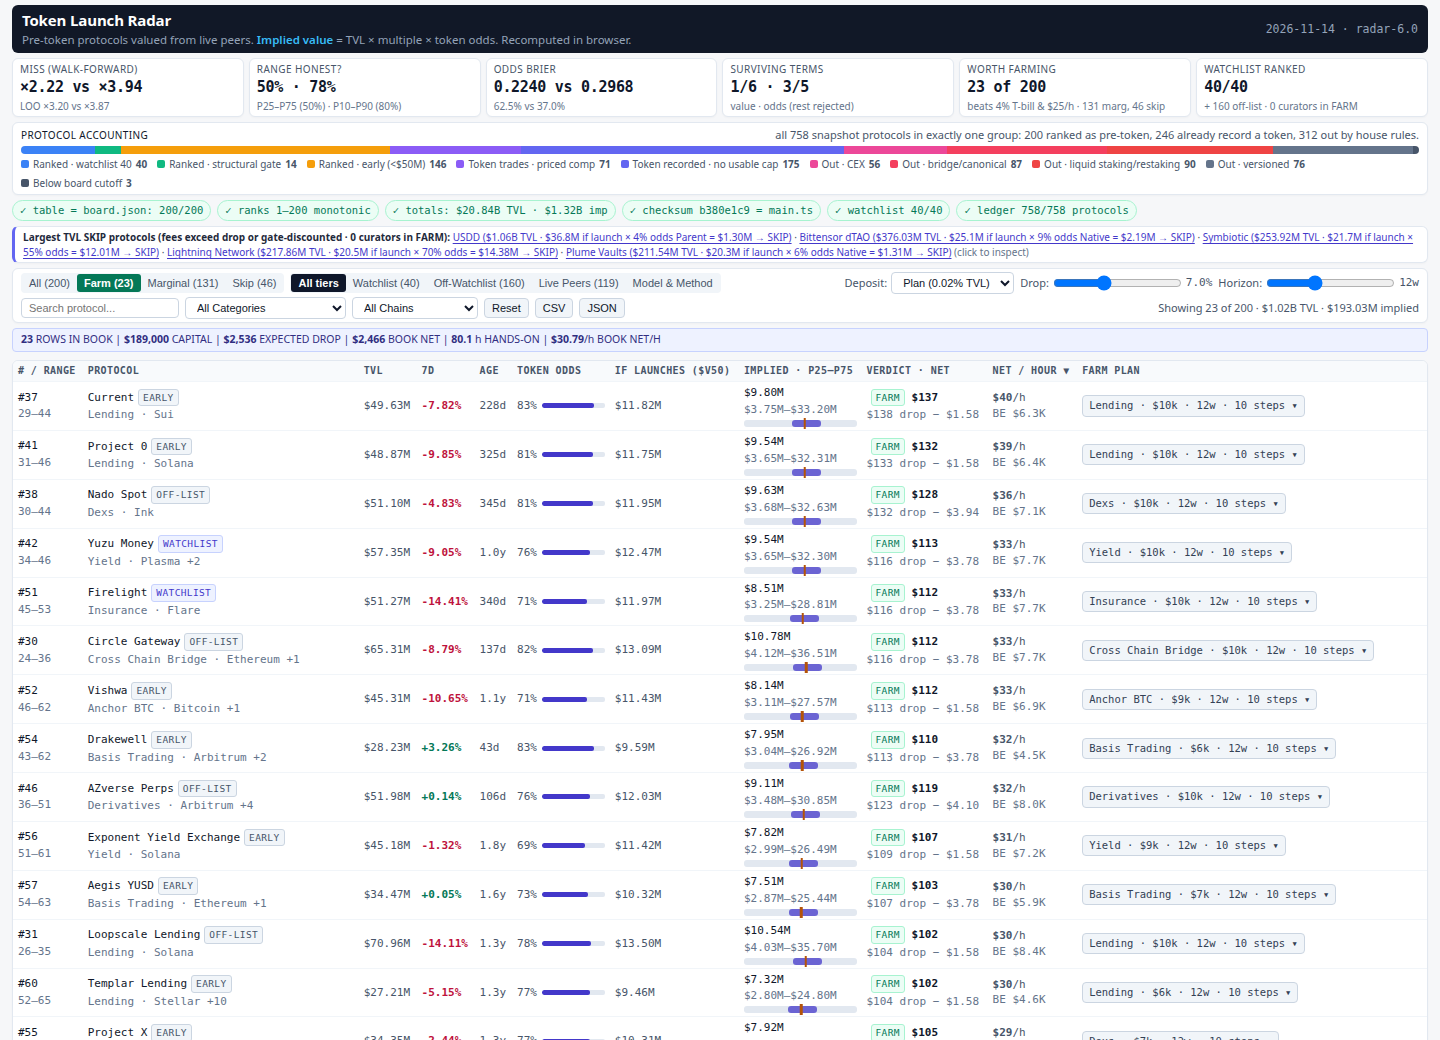 Token Launch Radar
Pre-token protocols valued from live peers. Implied value = TVL × multiple × token odds. Recomputed in browser.
2026-11-14 · radar-6.0
MISS (WALK-FORWARD)
×2.22 vs ×3.94
LOO ×3.20 vs ×3.87
RANGE HONEST?
50% · 78%
P25–P75 (50%) · P10–P90 (80%)
ODDS BRIER
0.2240 vs 0.2968
62.5% vs 37.0%
SURVIVING TERMS
1/6 · 3/5
value · odds (rest rejected)
WORTH FARMING
23 of 200
beats 4% T-bill & $25/h · 131 marg, 46 skip
WATCHLIST RANKED
40/40
+ 160 off-list · 0 curators in FARM
PROTOCOL ACCOUNTING
all 758 snapshot protocols in exactly one group: 200 ranked as pre-token, 246 already record a token, 312 out by house rules.
Ranked · watchlist 40 40 Ranked · structural gate 14 Ranked · early (<$50M) 146 Token trades · priced comp 71 Token recorded · no usable cap 175 Out · CEX 56 Out · bridge/canonical 87 Out · liquid staking/restaking 90 Out · versioned 76
Below board cutoff 3
✓ table = board.json: 200/200 ✓ ranks 1–200 monotonic ✓ totals: $20.84B TVL · $1.32B imp ✓ checksum b380e1c9 = main.ts ✓ watchlist 40/40 ✓ ledger 758/758 protocols
Largest TVL SKIP protocols (fees exceed drop or gate-discounted · 0 curators in FARM): USDD ($1.06B TVL · $36.8M if launch × 4% odds Parent = $1.30M → SKIP) · Bittensor dTAO ($376.03M TVL · $25.1M if launch × 9% odds Native = $2.19M → SKIP) · Symbiotic ($253.92M TVL · $21.7M if launch ×
55% odds = $12.01M → SKIP) · Lightning Network ($217.86M TVL · $20.5M if launch × 70% odds = $14.38M → SKIP) · Plume Vaults ($211.54M TVL · $20.3M if launch × 6% odds Native = $1.31M → SKIP) (click to inspect)
All (200) Farm (23) Marginal (131) Skip (46) All tiers Watchlist (40) Off-Watchlist (160) Live Peers (119) Model & Method
Deposit: Plan (0.02% TVL) Drop: 7.0% Horizon: 12w
Search protocol... All Categories All Chains Reset CSV JSON
Showing 23 of 200 · $1.02B TVL · $193.03M implied
23 ROWS IN BOOK | $189,000 CAPITAL | $2,536 EXPECTED DROP | $2,466 BOOK NET | 80.1 h HANDS-ON | $30.79/h BOOK NET/H
# / RANGE PROTOCOL TVL 7D AGE TOKEN ODDS IF LAUNCHES ($V50) IMPLIED · P25–P75 VERDICT · NET NET / HOUR ▼ FARM PLAN
#37 Current EARLY $49.63M -7.82% 228d 83% $11.82M $9.80M FARM $137 $40/h Lending · $10k · 12w · 10 steps ▾
29–44 Lending · Sui $3.75M–$33.20M $138 drop − $1.58 BE $6.3K
#41 Project 0 EARLY $48.87M -9.85% 325d 81% $11.75M $9.54M FARM $132 $39/h Lending · $10k · 12w · 10 steps ▾
31–46 Lending · Solana $3.65M–$32.31M $133 drop − $1.58 BE $6.4K
#38 Nado Spot OFF-LIST $51.10M -4.83% 345d 81% $11.95M $9.63M FARM $128 $36/h Dexs · $10k · 12w · 10 steps ▾
30–44 Dexs · Ink $3.68M–$32.63M $132 drop − $3.94 BE $7.1K
#42 Yuzu Money WATCHLIST $57.35M -9.05% 1.0y 76% $12.47M $9.54M FARM $113 $33/h Yield · $10k · 12w · 10 steps ▾
34–46 Yield · Plasma +2 $3.65M–$32.30M $116 drop − $3.78 BE $7.7K
#51 Firelight WATCHLIST $51.27M -14.41% 340d 71% $11.97M $8.51M FARM $112 $33/h Insurance · $10k · 12w · 10 steps ▾
45–53 Insurance · Flare $3.25M–$28.81M $116 drop − $3.78 BE $7.7K
#30 Circle Gateway OFF-LIST $65.31M -8.79% 137d 82% $13.09M $10.78M FARM $112 $33/h Cross Chain Bridge · $10k · 12w · 10 steps ▾
24–36 Cross Chain Bridge · Ethereum +1 $4.12M–$36.51M $116 drop − $3.78 BE $7.7K
#52 Vishwa EARLY $45.31M -10.65% 1.1y 71% $11.43M $8.14M FARM $112 $33/h Anchor BTC · $9k · 12w · 10 steps ▾
46–62 Anchor BTC · Bitcoin +1 $3.11M–$27.57M $113 drop − $1.58 BE $6.9K
#54 Drakewell EARLY $28.23M +3.26% 43d 83% $9.59M $7.95M FARM $110 $32/h Basis Trading · $6k · 12w · 10 steps ▾
43–62 Basis Trading · Arbitrum +2 $3.04M–$26.92M $113 drop − $3.78 BE $4.5K
#46 AZverse Perps OFF-LIST $51.98M +0.14% 106d 76% $12.03M $9.11M FARM $119 $32/h Derivatives · $10k · 12w · 10 steps ▾
36–51 Derivatives · Arbitrum +4 $3.48M–$30.85M $123 drop − $4.10 BE $8.0K
#56 Exponent Yield Exchange EARLY $45.18M -1.32% 1.8y 69% $11.42M $7.82M FARM $107 $31/h Yield · $9k · 12w · 10 steps ▾
51–61 Yield · Solana $2.99M–$26.49M $109 drop − $1.58 BE $7.2K
#57 Aegis YUSD EARLY $34.47M +0.05% 1.6y 73% $10.32M $7.51M FARM $103 $30/h Basis Trading · $7k · 12w · 10 steps ▾
54–63 Basis Trading · Ethereum +1 $2.87M–$25.44M $107 drop − $3.78 BE $5.9K
#31 Loopscale Lending OFF-LIST $70.96M -14.11% 1.3y 78% $13.50M $10.54M FARM $102 $30/h Lending · $10k · 12w · 10 steps ▾
26–35 Lending · Solana $4.03M–$35.70M $104 drop − $1.58 BE $8.4K
#60 Templar Lending EARLY $27.21M -5.15% 1.3y 77% $9.46M $7.32M FARM $102 $30/h Lending · $6k · 12w · 10 steps ▾
52–65 Lending · Stellar +10 $2.80M–$24.80M $104 drop − $1.58 BE $4.6K
#55 Project X EARLY $7.92M FARM $105 $29/h